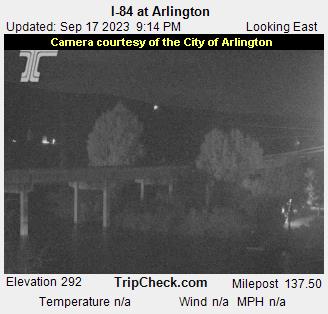 I-84 at Arlington
Updated: Sep 17 2023 9:14 PM Looking East
Camera courtesy of the City of Arlington
Elevation 292 TripCheck.com Milepost 137.50
Temperature n/a Wind n/a MPH n/a